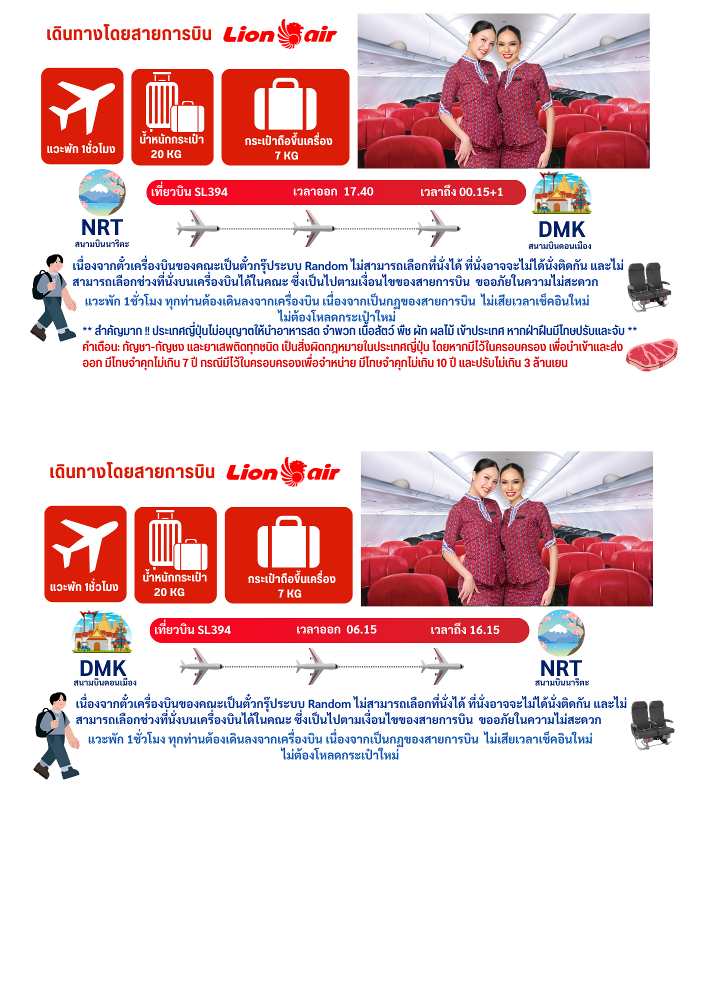 เดินทางโดยสายการบิน Lion air
แวะพัก 1ชั่วโมง
น้ำหนักกระเป๋า
20 KG
กระเป๋าถือขึ้นเครื่อง
7 KG
เที่ยวบิน SL394 เวลาออก 17.40 เวลาถึง 00.15+1
NRT
สนามบินนาริตะ
DMK
สนามบินดอนเมือง
เนื่องจากตั๋วเครื่องบินของคณะเป็นตั๋วกรุ๊ประบบ Random ไม่สามารถเลือกที่นั่งได้ ที่นั่งอาจจะไม่ได้นั่งติดกัน และไม่
สามารถเลือกช่วงที่นั่งบนเครื่องบินได้ในคณะ ซึ่งเป็นไปตามเงื่อนไขของสายการบิน ขออภัยในความไม่สะดวก
แวะพัก 1ชั่วโมง ทุกท่านต้องเดินลงจากเครื่องบิน เนื่องจากเป็นกฏของสายการบิน ไม่เสียเวลาเช็คอินใหม่
ไม่ต้องโหลดกระเป๋าใหม่
** สำคัญมาก !! ประเทศญี่ปุ่นไม่อนุญาตให้นำอาหารสด จำพวก เนื้อสัตว์ พืช ผัก ผลไม้ เข้าประเทศ หากฝ่าฝืนมีโทษปรับและจับ **
คำเตือน: กัญชา-กัญชง และยาเสพติดทุกชนิด เป็นสิ่งผิดกฎหมายในประเทศญี่ปุ่น โดยหากมีไว้ในครอบครอง เพื่อนำเข้าและส่ง
ออก มีโทษจำคุกไม่เกิน 7 ปี กรณีมีไว้ในครอบครองเพื่อจำหน่าย มีโทษจำคุกไม่เกิน 10 ปี และปรับไม่เกิน 3 ล้านเยน
เดินทางโดยสายการบิน Lion air
แวะพัก 1ชั่วโมง
น้ำหนักกระเป๋า
20 KG
กระเป๋าถือขึ้นเครื่อง
7 KG
เที่ยวบิน SL394 เวลาออก 06.15 เวลาถึง 16.15
DMK
สนามบินดอนเมือง
NRT
สนามบินนาริตะ
เนื่องจากตั๋วเครื่องบินของคณะเป็นตั๋วกรุ๊ประบบ Random ไม่สามารถเลือกที่นั่งได้ ที่นั่งอาจจะไม่ได้นั่งติดกัน และไม่
สามารถเลือกช่วงที่นั่งบนเครื่องบินได้ในคณะ ซึ่งเป็นไปตามเงื่อนไขของสายการบิน ขออภัยในความไม่สะดวก
แวะพัก 1ชั่วโมง ทุกท่านต้องเดินลงจากเครื่องบิน เนื่องจากเป็นกฏของสายการบิน ไม่เสียเวลาเช็คอินใหม่
ไม่ต้องโหลดกระเป๋าใหม่